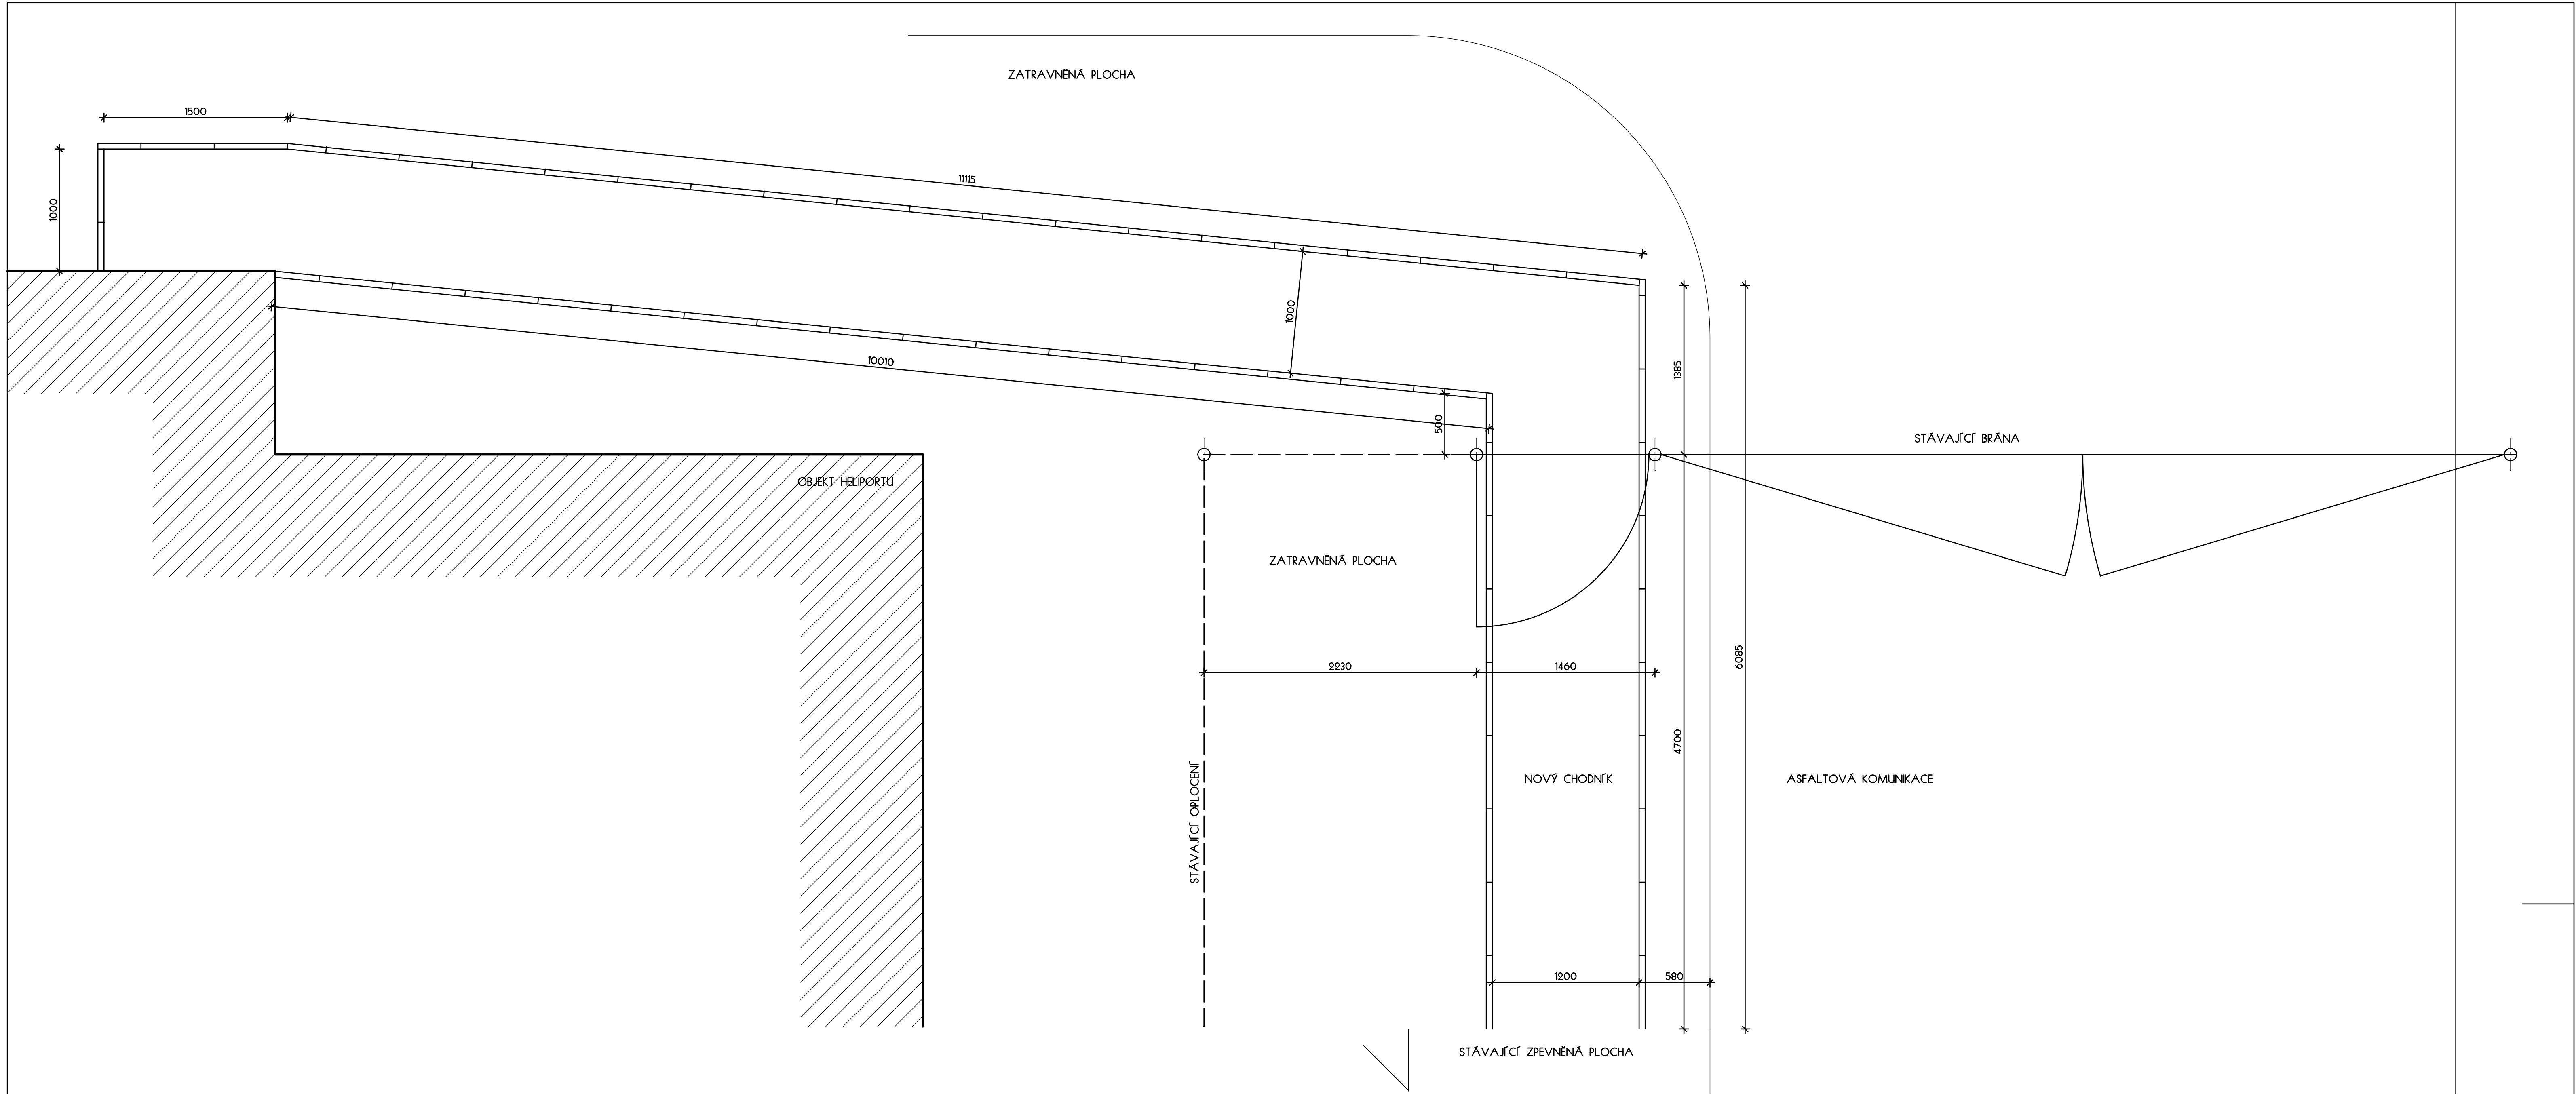 ZATRAVNĚNÁ PLOCHA
1500
11115
1000
1000
10010
1385
500
STÁVAJÍCÍ BRÁNA
OBJEKT HELIPORTU
ZATRAVNĚNÁ PLOCHA
6085
2230
1460
4700
STÁVAJÍCÍ OPLOCENÍ
NOVÝ CHODNÍK
ASFALTOVÁ KOMUNIKACE
1200
580
STÁVAJÍCÍ ZPEVNĚNÁ PLOCHA